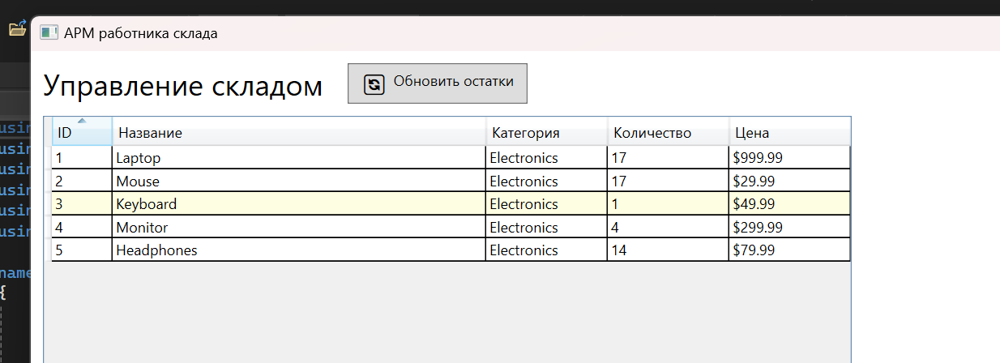 АРМ работника склада
Управление складом
Обновить остатки
ID Название Категория Количество Цена
1 Laptop Electronics 17 $999.99
2 Mouse Electronics 17 $29.99
3 Keyboard Electronics 1 $49.99
4 Monitor Electronics 4 $299.99
5 Headphones Electronics 14 $79.99
usin
usin
usin
usin
usin
usin
name
{